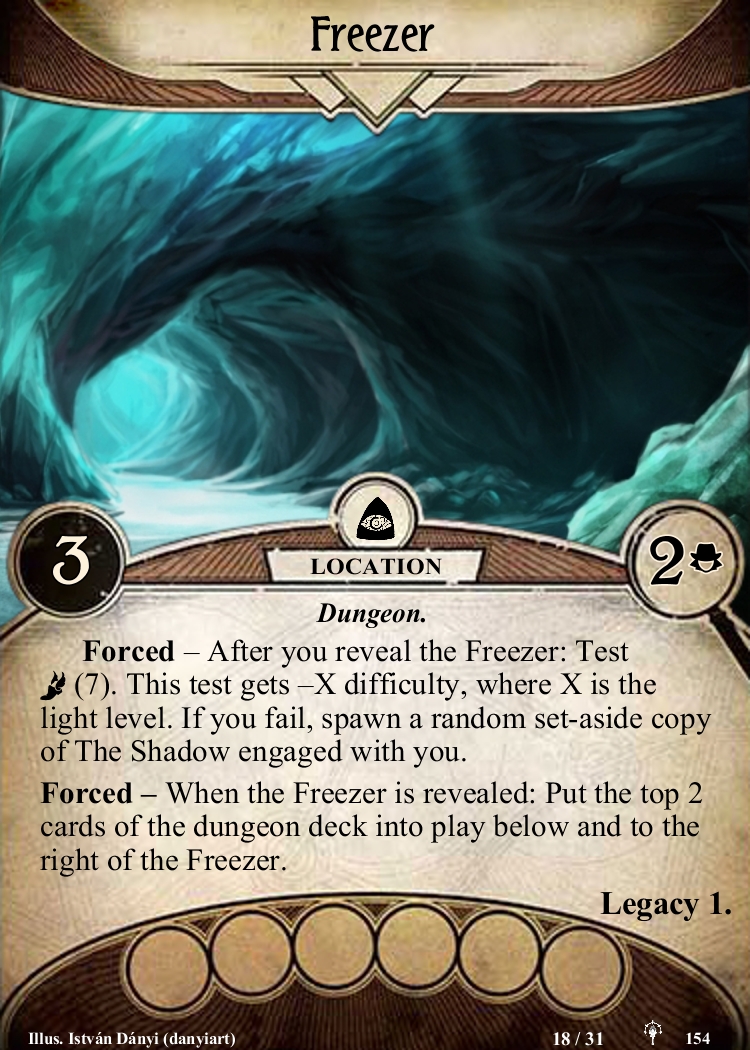 Freezer
3
LOCATION
2
Dungeon.
Forced – After you reveal the Freezer: Test
(7). This test gets –X difficulty, where X is the
light level. If you fail, spawn a random set-aside copy
of The Shadow engaged with you.
Forced – When the Freezer is revealed: Put the top 2
cards of the dungeon deck into play below and to the
right of the Freezer.
Legacy 1.
Illus. István Dányi (danyiart) 18 / 31 154